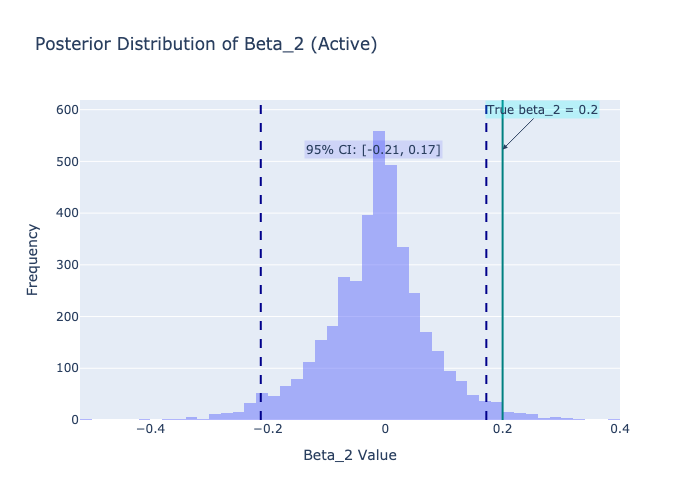 Posterior Distribution of Beta_2 (Active)
600
True beta_2 = 0.2
95% CI: [-0.21, 0.17]
500
400
300
200
100
0
Frequency
−0.4
−0.2
0
0.2
0.4
Beta_2 Value